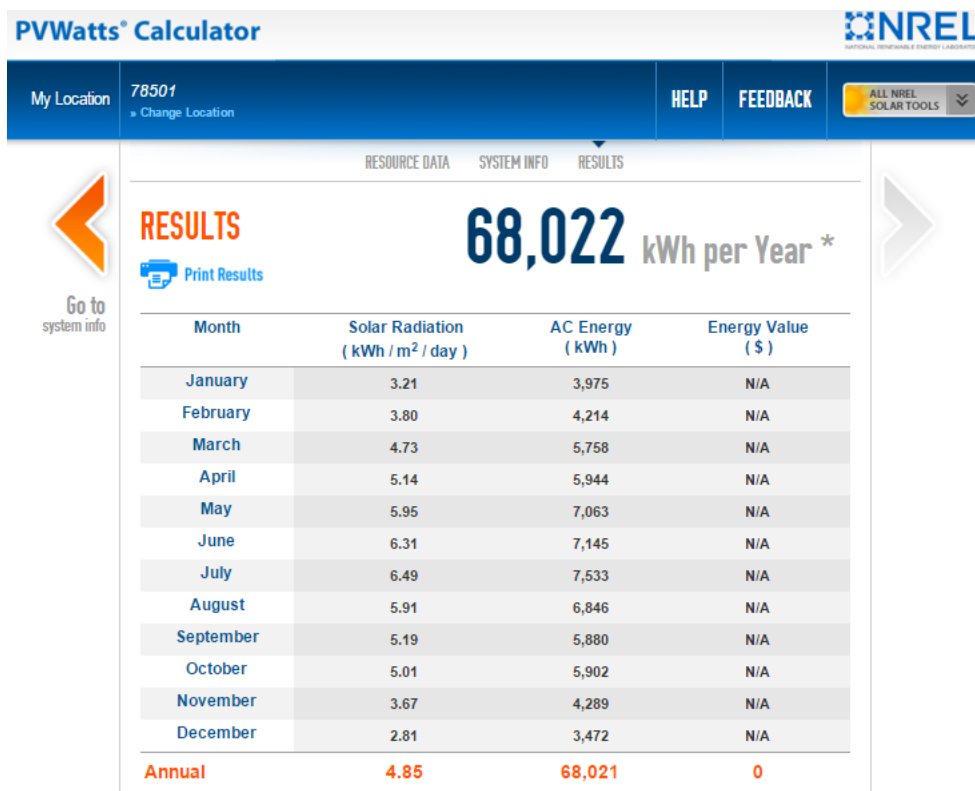 PVWatts® Calculator
NREL
NATIONAL RENEWABLE ENERGY LABORATO
My Location
78501
» Change Location
HELP
FEEDBACK
ALL NREL
SOLAR TOOLS
RESOURCE DATA SYSTEM INFO RESULTS
RESULTS
68,022 kWh per Year *
Print Results
Go to
system info
Month Solar Radiation AC Energy Energy Value
( kWh / m² / day ) ( kWh ) ( $ )
January 3.21 3,975 N/A
February 3.80 4,214 N/A
March 4.73 5,758 N/A
April 5.14 5,944 N/A
May 5.95 7,063 N/A
June 6.31 7,145 N/A
July 6.49 7,533 N/A
August 5.91 6,846 N/A
September 5.19 5,880 N/A
October 5.01 5,902 N/A
November 3.67 4,289 N/A
December 2.81 3,472 N/A
Annual 4.85 68,021 0